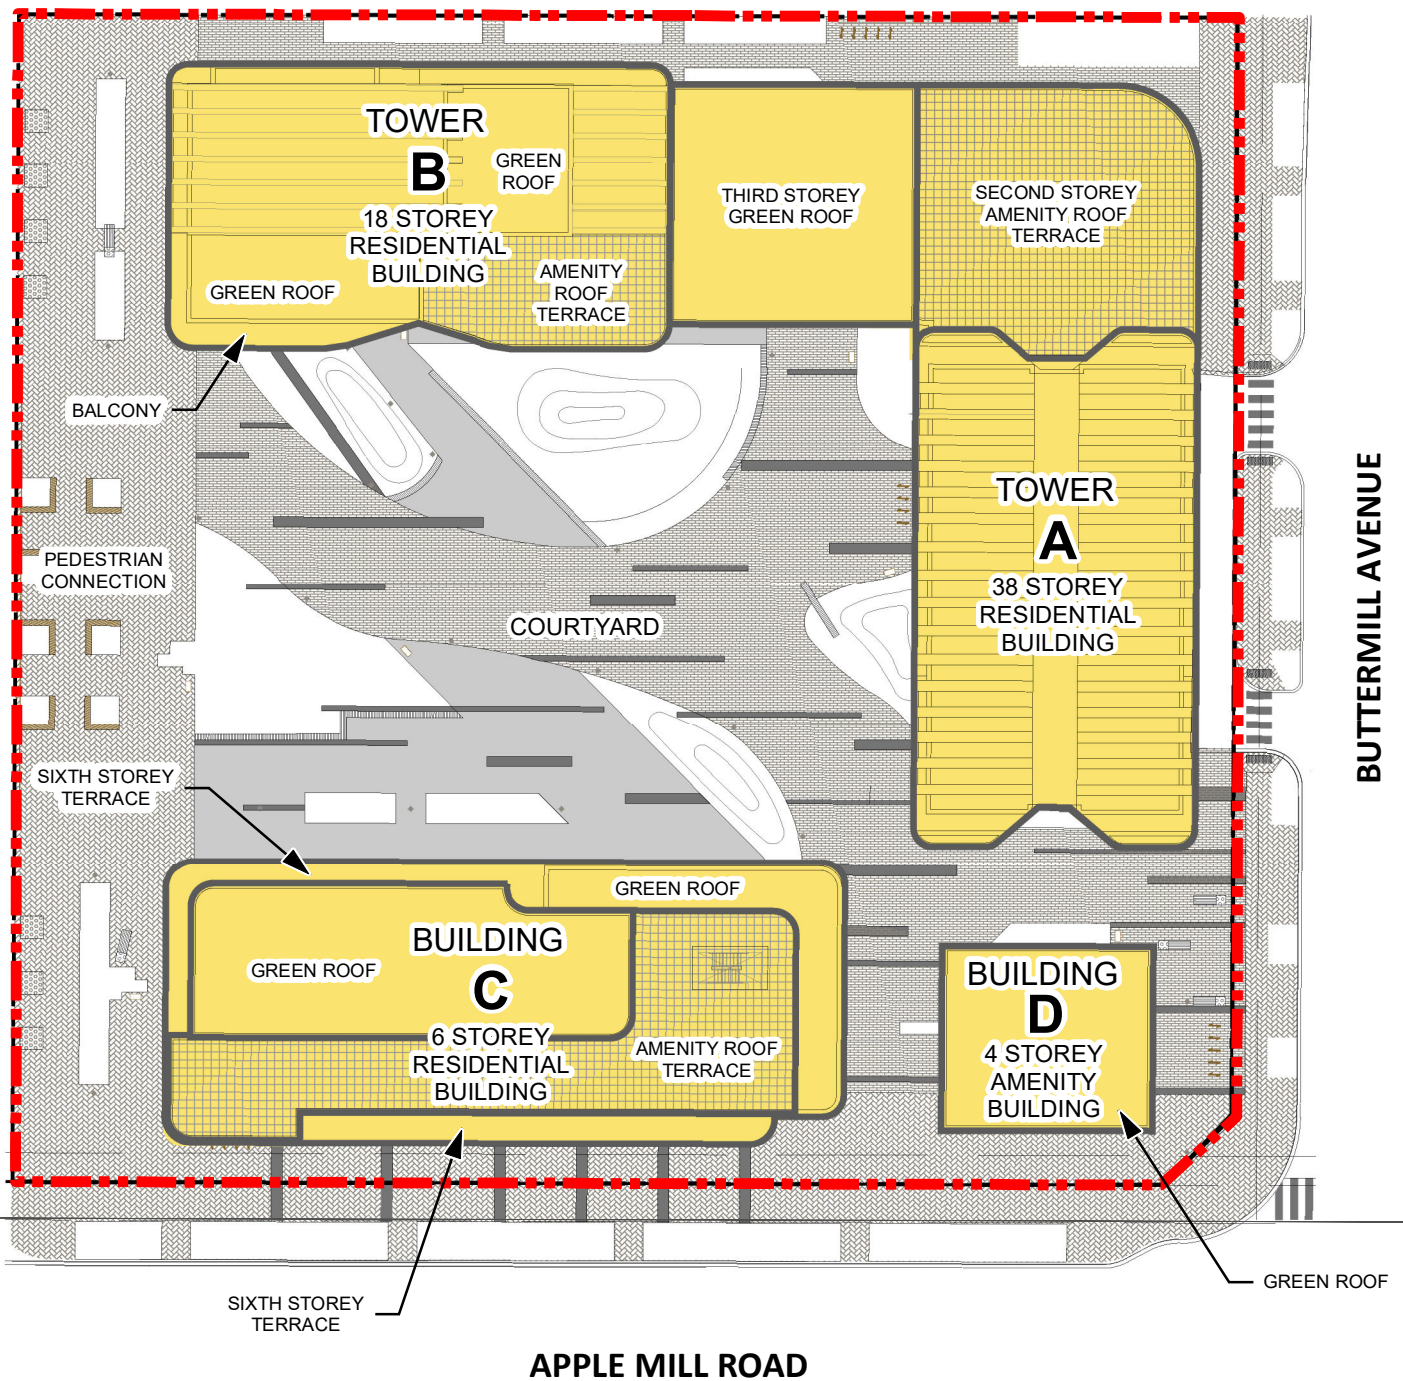 TOWER
B
18 STOREY
RESIDENTIAL
BUILDING
GREEN
ROOF
GREEN ROOF
AMENITY
ROOF
TERRACE
THIRD STOREY
GREEN ROOF
SECOND STOREY
AMENITY ROOF
TERRACE
BALCONY
TOWER
A
38 STOREY
RESIDENTIAL
BUILDING
BUTTERMILL AVENUE
PEDESTRIAN
CONNECTION
COURTYARD
SIXTH STOREY
TERRACE
GREEN ROOF
BUILDING
C
6 STOREY
RESIDENTIAL
BUILDING
GREEN ROOF
AMENITY ROOF
TERRACE
BUILDING
D
4 STOREY
AMENITY
BUILDING
GREEN ROOF
SIXTH STOREY
TERRACE
APPLE MILL ROAD